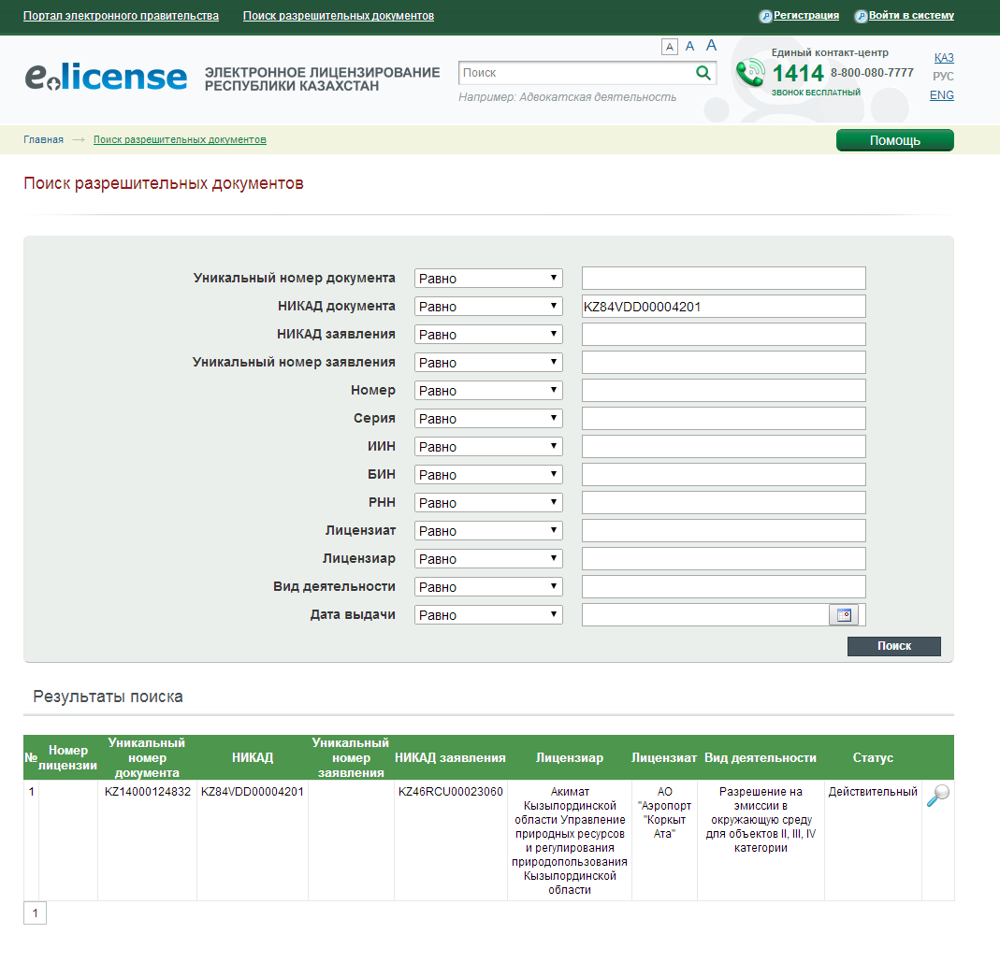 Портал электронного правительства Поиск разрешительных документов Регистрация Войти в систему
A A A
e.license ЭЛЕКТРОННОЕ ЛИЦЕНЗИРОВАНИЕ
РЕСПУБЛИКИ КАЗАХСТАН
Поиск
Например: Адвокатская деятельность
Единый контакт-центр
1414 8-800-080-7777
ЗВОНОК БЕСПЛАТНЫЙ
ҚАЗ
РУС
ENG
Главная → Поиск разрешительных документов
Помощь
Поиск разрешительных документов
Уникальный номер документа Равно
НИКАД документа Равно KZ84VDD00004201
НИКАД заявления Равно
Уникальный номер заявления Равно
Номер Равно
Серия Равно
ИИН Равно
БИН Равно
РНН Равно
Лицензиат Равно
Лицензиар Равно
Вид деятельности Равно
Дата выдачи Равно
Поиск
Результаты поиска
№
Номер
лицензии
Уникальный
номер
документа
НИКАД
Уникальный
номер
заявления
НИКАД заявления
Лицензиар
Лицензиат
Вид деятельности
Статус
1
KZ14000124832
KZ84VDD00004201
KZ46RCU00023060
Акимат
Кызылординской
области Управление
природных ресурсов
и регулирования
природопользования
Кызылординской
области
АО
"Аэропорт
"Коркыт
Ата"
Разрешение на
эмиссии в
окружающую среду
для объектов II, III, IV
категории
Действительный
1